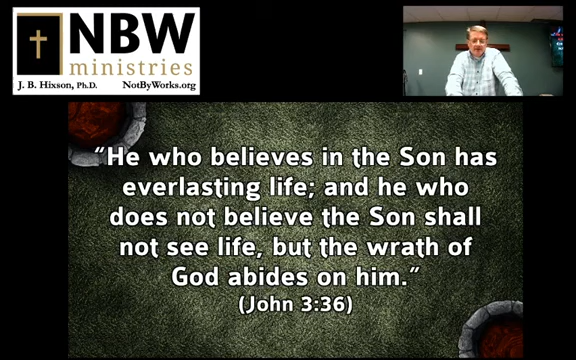 NBW
ministries
J. B. Hixson, Ph.D. NotByWorks.org
“He who believes in the Son has
everlasting life; and he who
does not believe the Son shall
not see life, but the wrath of
God abides on him.”
(John 3:36)